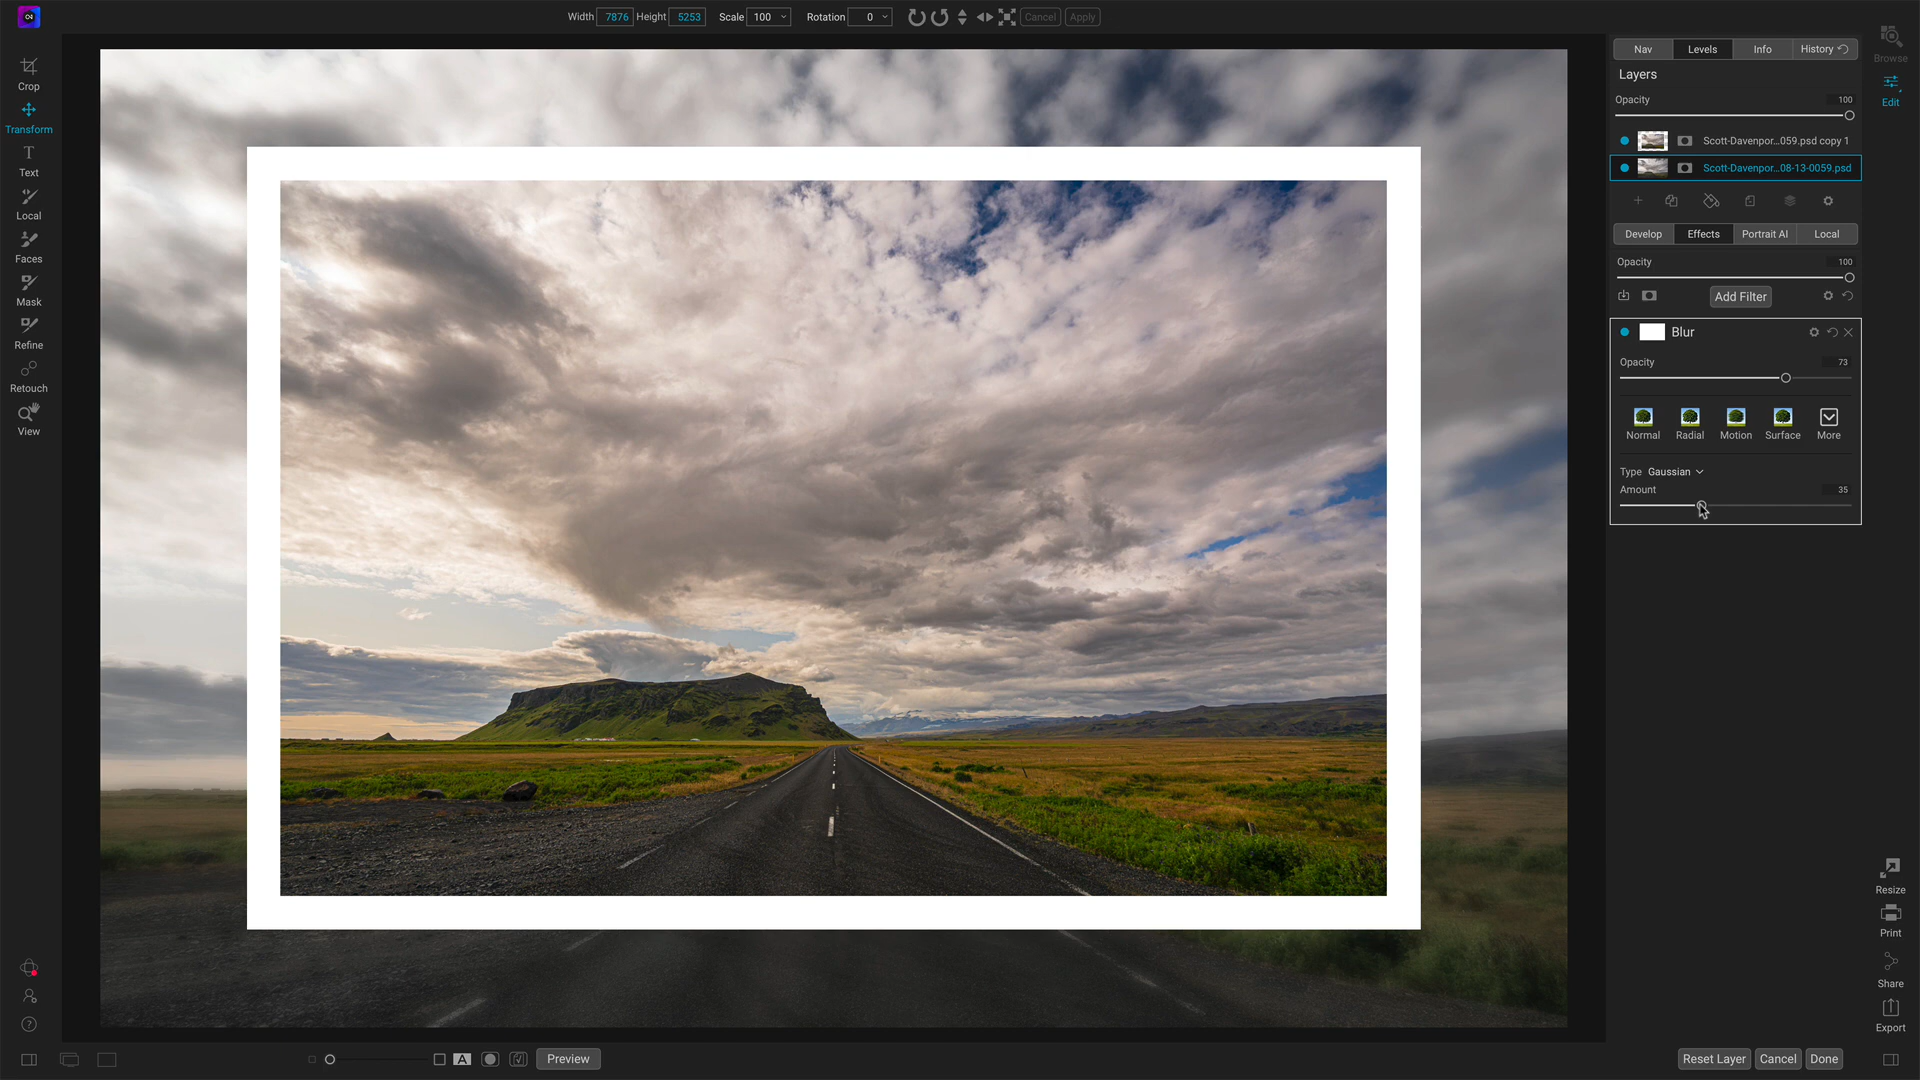 Width 7876 Height 5253 Scale 100 Rotation 0 Cancel Apply
Crop
Transform
Text
Local
Faces
Mask
Refine
Retouch
View
Nav Levels Info History
Layers
Opacity 100
Scott-Davenpor...059.psd copy 1
Scott-Davenpor...08-13-0059.psd
Develop Effects Portrait AI Local
Opacity 100
Add Filter
Blur
Opacity 73
Normal Radial Motion Surface More
Type Gaussian
Amount 35
Browse
Edit
Resize
Print
Share
Export
A Preview
Reset Layer Cancel Done